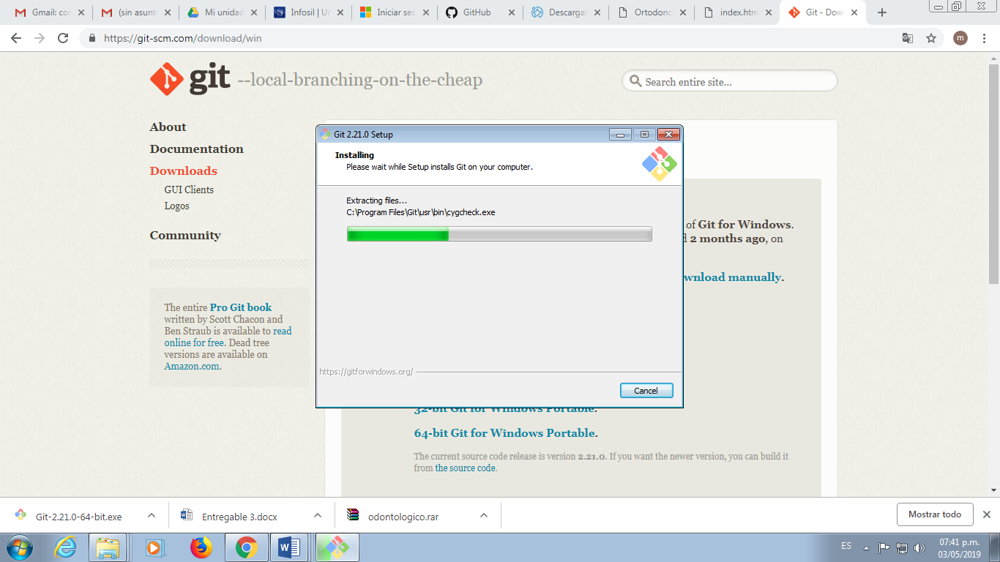 Gmail: cor
(sin asunt
Mi unidad
Infosil | Un
Iniciar ses
GitHub
Descargar
Ortodonc
index.htm
Git - Dow
https://git-scm.com/download/win
m
git --local-branching-on-the-cheap
Search entire site...
About
Documentation
Downloads
GUI Clients
Logos
Community
The entire Pro Git book
written by Scott Chacon and
Ben Straub is available to read
online for free. Dead tree
versions are available on
Amazon.com.
Git 2.21.0 Setup
Installing
Please wait while Setup installs Git on your computer.
Extracting files...
C:\Program Files\Git\usr\bin\cygcheck.exe
https://gitforwindows.org/
Cancel
of Git for Windows.
2 months ago, on
wnload manually.
32-bit Git for Windows Portable.
64-bit Git for Windows Portable.
The current source code release is version 2.21.0. If you want the newer version, you can build it
from the source code.
Git-2.21.0-64-bit.exe
Entregable 3.docx
odontologico.rar
Mostrar todo
ES
07:41 p.m.
03/05/2019